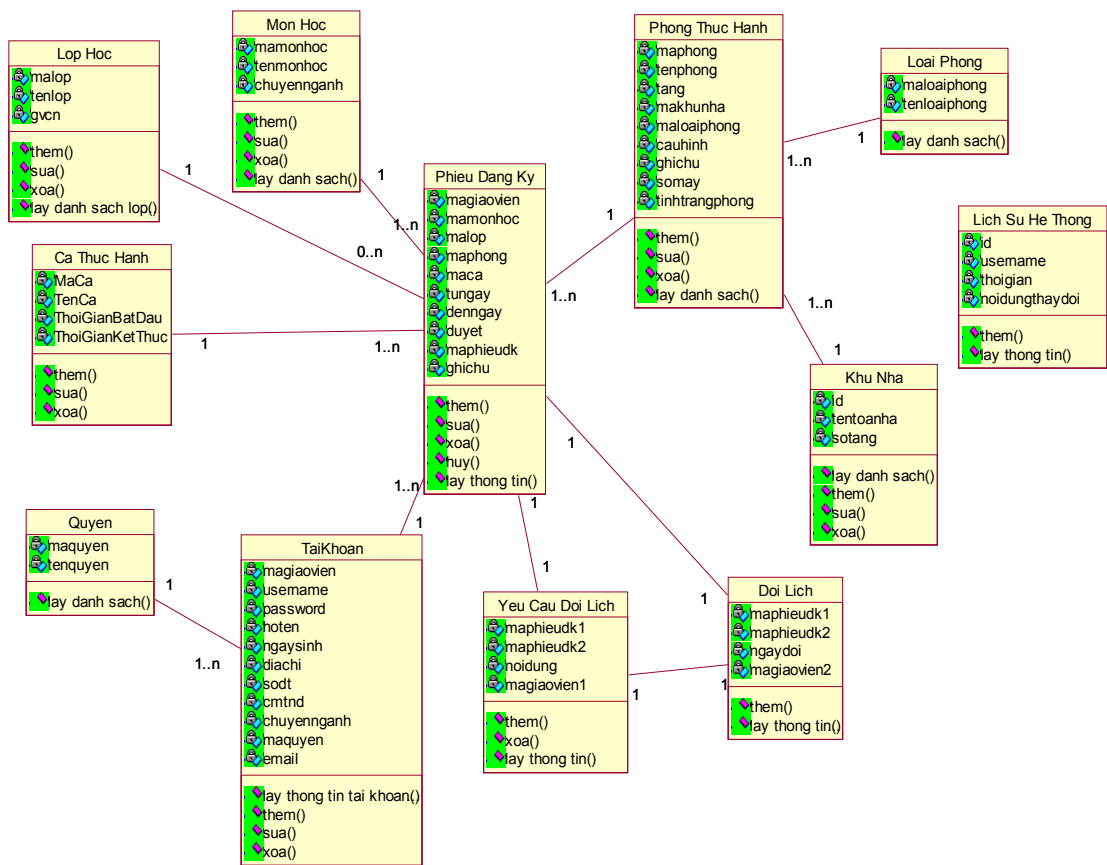 Lop Hoc
malop
tenlop
gvcn
them()
sua()
xoa()
lay danh sach lop()
Mon Hoc
mamonhoc
tenmonhoc
chuyennganh
them()
sua()
xoa()
lay danh sach()
Phong Thuc Hanh
maphong
tenphong
tang
makhunha
maloaiphong
cauhinh
ghichu
somay
tinhtrangphong
them()
sua()
xoa()
lay danh sach()
Loai Phong
maloaiphong
tenloaiphong
lay danh sach()
1
1..n
1
1
1..n
0..n
Phieu Dang Ky
magiaovien
mamonhoc
malop
maphong
maca
tungay
denngay
duyet
maphieudk
ghichu
them()
sua()
xoa()
huy()
lay thong tin()
1
1..n
Lich Su He Thong
id
username
thoigian
noidungthaydoi
them()
lay thong tin()
Ca Thuc Hanh
MaCa
TenCa
ThoiGianBatDau
ThoiGianKetThuc
them()
sua()
xoa()
1
1..n
1..n
1
Khu Nha
id
tentoanha
sotang
lay danh sach()
them()
sua()
xoa()
1..n
1
1
1
1
1
Quyen
maquyen
tenquyen
lay danh sach()
1
1..n
TaiKhoan
magiaovien
username
password
hoten
ngaysinh
diachi
sodt
cmtnd
chuyennganh
maquyen
email
lay thong tin tai khoan()
them()
sua()
xoa()
Yeu Cau Doi Lich
maphieudk1
maphieudk2
noidung
magiaovien1
them()
xoa()
lay thong tin()
1
1
Doi Lich
maphieudk1
maphieudk2
ngaydoi
magiaovien2
them()
lay thong tin()